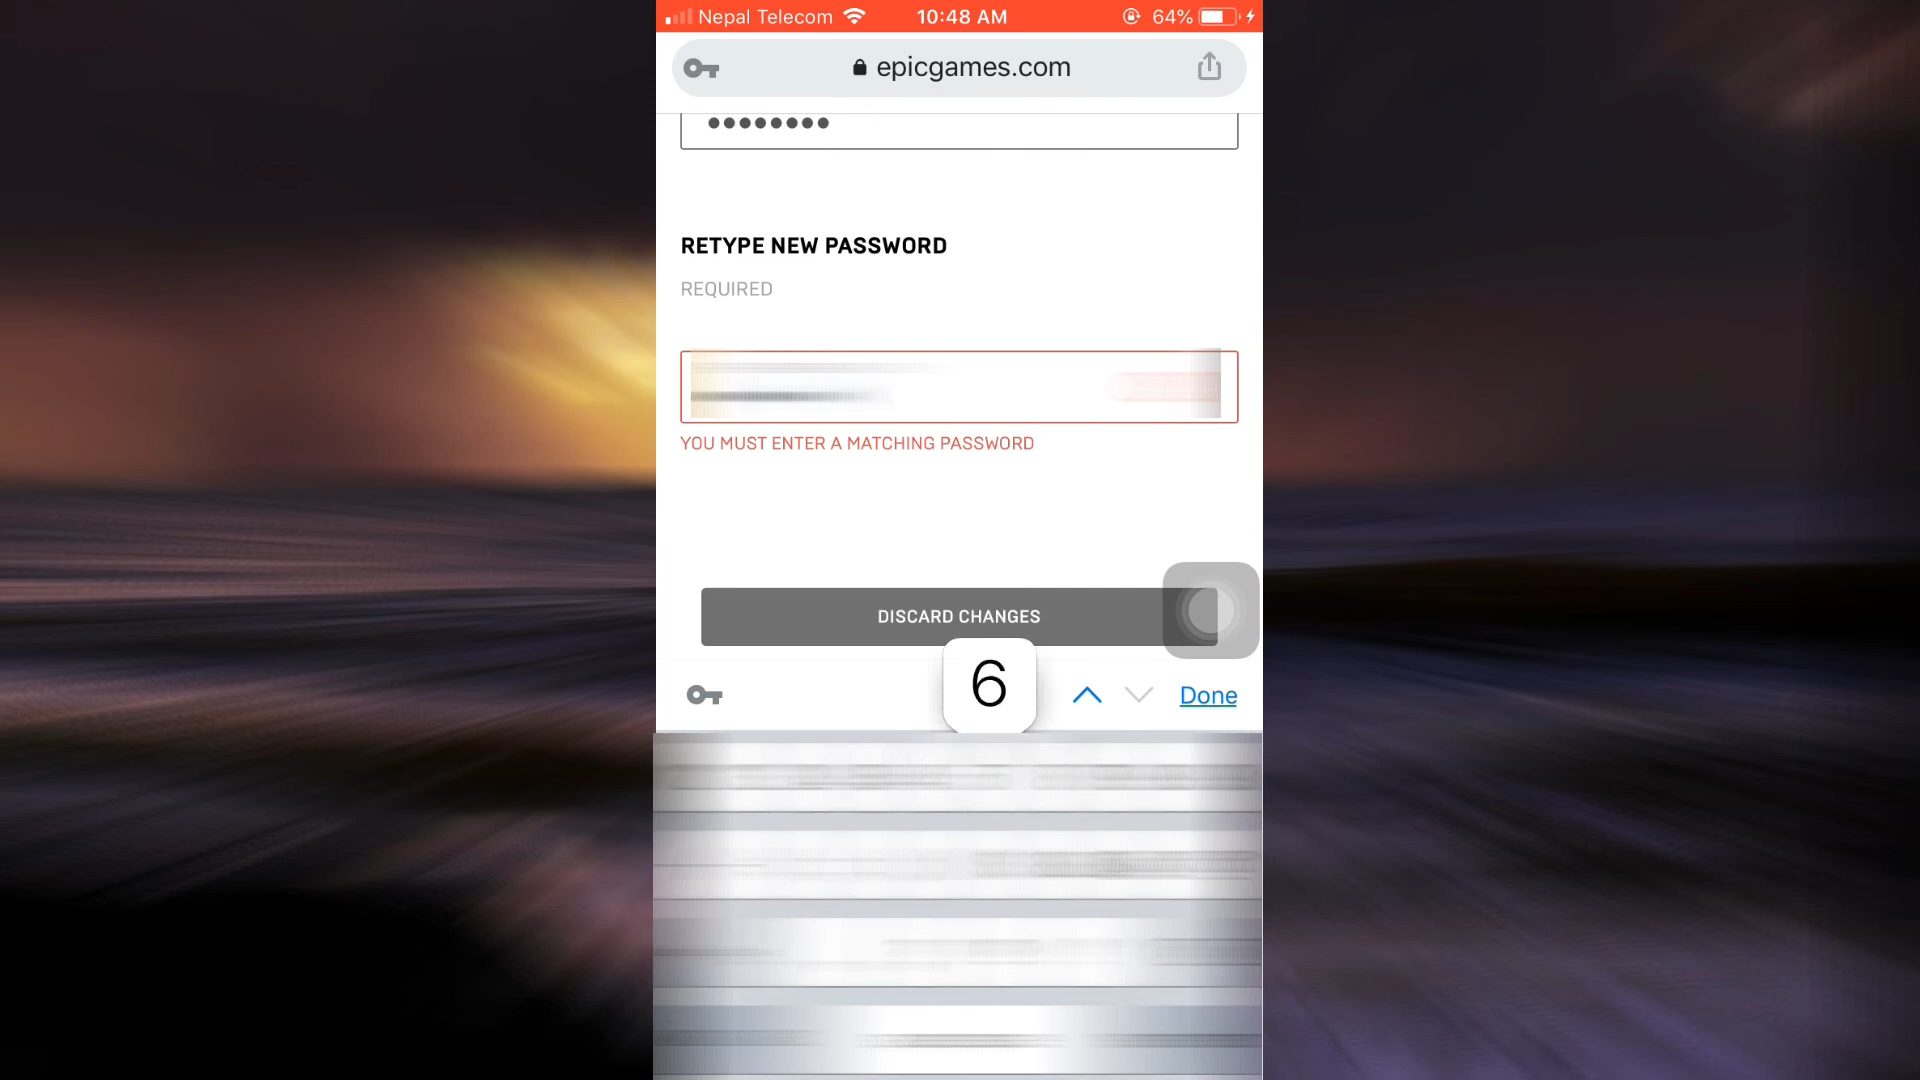 Nepal Telecom 10:48 AM 64%
epicgames.com
••••••••
RETYPE NEW PASSWORD
REQUIRED
YOU MUST ENTER A MATCHING PASSWORD
DISCARD CHANGES
6
Done